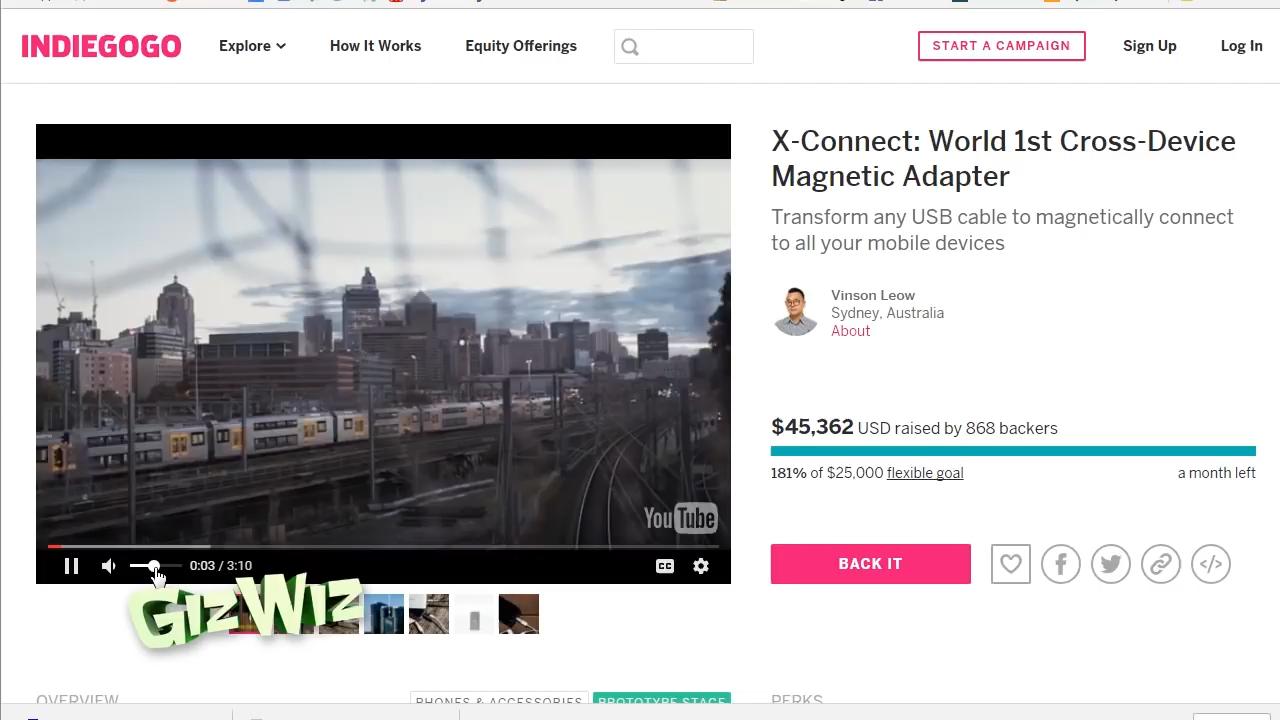 INDIEGOGO
Explore
How It Works
Equity Offerings
START A CAMPAIGN
Sign Up
Log In
X-Connect: World 1st Cross-Device
Magnetic Adapter
Transform any USB cable to magnetically connect
to all your mobile devices
Vinson Leow
Sydney, Australia
About
$45,362 USD raised by 868 backers
181% of $25,000 flexible goal
a month left
BACK IT
YouTube
0:03 / 3:10
CC
GizWiz
OVERVIEW
PHONES & ACCESSORIES
PROTOTYPE STAGE
PERKS